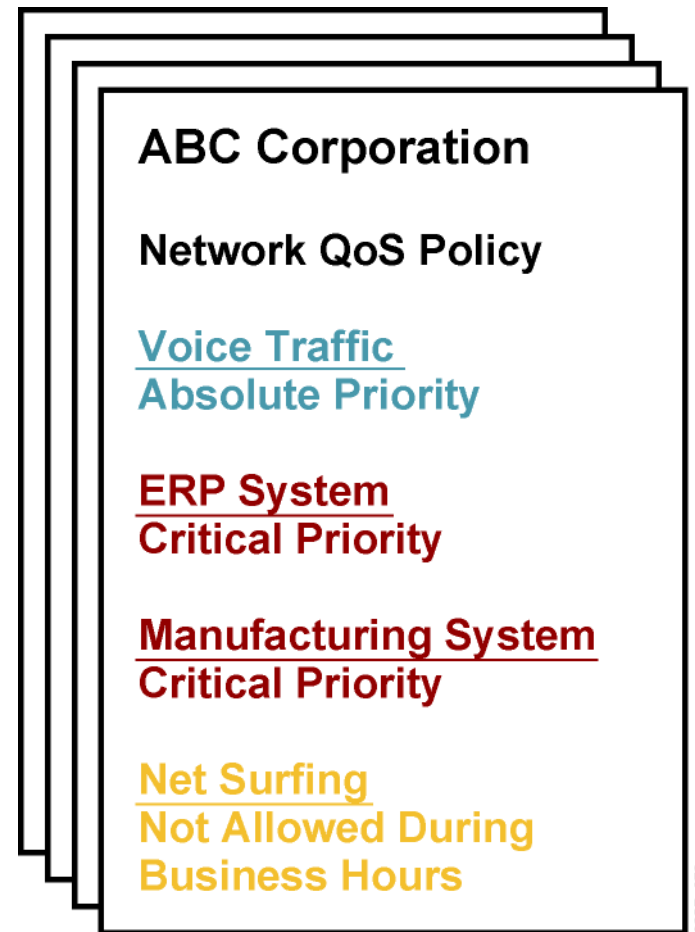 ABC Corporation
Network QoS Policy
Voice Traffic
Absolute Priority
ERP System
Critical Priority
Manufacturing System
Critical Priority
Net Surfing
Not Allowed During
Business Hours